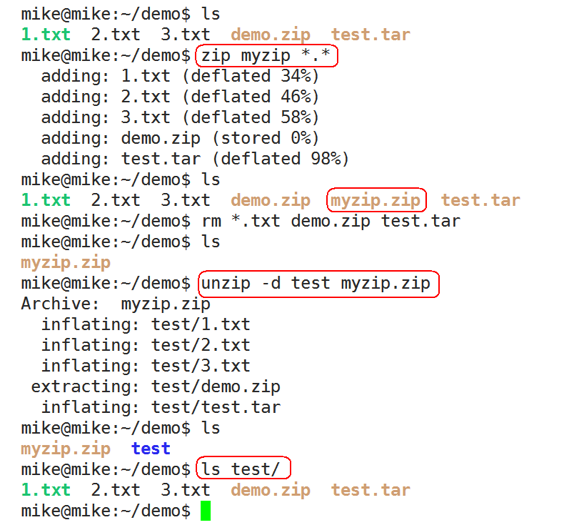 mike@mike:~/demo$ ls
1.txt  2.txt  3.txt  demo.zip  test.tar
mike@mike:~/demo$ zip myzip *.*
  adding: 1.txt (deflated 34%)
  adding: 2.txt (deflated 46%)
  adding: 3.txt (deflated 58%)
  adding: demo.zip (stored 0%)
  adding: test.tar (deflated 98%)
mike@mike:~/demo$ ls
1.txt  2.txt  3.txt  demo.zip  myzip.zip  test.tar
mike@mike:~/demo$ rm *.txt demo.zip test.tar
mike@mike:~/demo$ ls
myzip.zip
mike@mike:~/demo$ unzip -d test myzip.zip
Archive:  myzip.zip
  inflating: test/1.txt
  inflating: test/2.txt
  inflating: test/3.txt
 extracting: test/demo.zip
  inflating: test/test.tar
mike@mike:~/demo$ ls
myzip.zip  test
mike@mike:~/demo$ ls test/
1.txt  2.txt  3.txt  demo.zip  test.tar
mike@mike:~/demo$